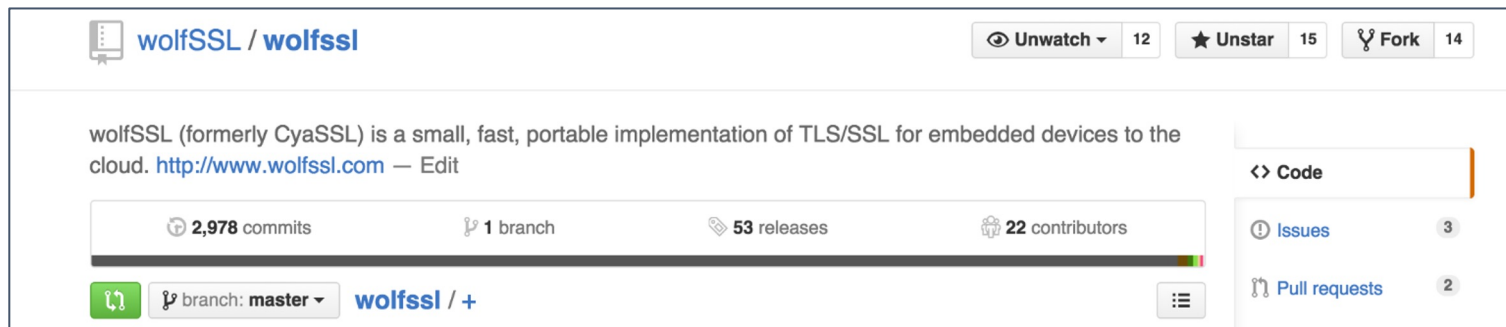 wolfSSL / wolfssl
Unwatch 12 Unstar 15 Fork 14
wolfSSL (formerly CyaSSL) is a small, fast, portable implementation of TLS/SSL for embedded devices to the
cloud. http://www.wolfssl.com — Edit
2,978 commits 1 branch 53 releases 22 contributors
branch: master wolfssl / +
<> Code
Issues 3
Pull requests 2